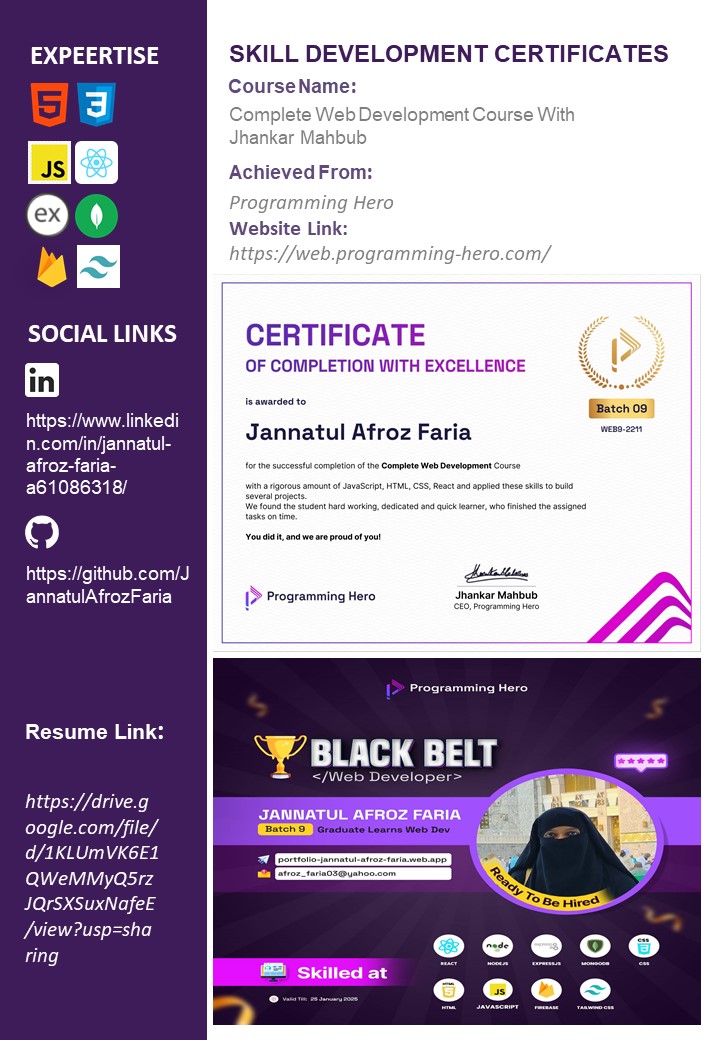 EXPEERTISE
5
3
JS
ex
SOCIAL LINKS
in
https://www.linkedi
n.com/in/jannatul-
afroz-faria-
a61086318/
https://github.com/J
annatulAfrozFaria
Resume Link:
https://drive.g
oogle.com/file/
d/1KLUmVK6E1
QWeMMyQ5rz
JQrSXSuxNafeE
/view?usp=sha
ring
SKILL DEVELOPMENT CERTIFICATES
Course Name:
Complete Web Development Course With
Jhankar Mahbub
Achieved From:
Programming Hero
Website Link:
https://web.programming-hero.com/
CERTIFICATE
OF COMPLETION WITH EXCELLENCE
Batch 09
WEB9-2211
is awarded to
Jannatul Afroz Faria
for the successful completion of the Complete Web Development Course
with a rigorous amount of JavaScript, HTML, CSS, React and applied these skills to build
several projects.
We found the student hard working, dedicated and quick learner, who finished the assigned
tasks on time.
You did it, and we are proud of you!
Programming Hero
Jhankar Mahbub
CEO, Programming Hero
Programming Hero
BLACK BELT
</Web Developer>
JANNATUL AFROZ FARIA
Batch 9 Graduate Learns Web Dev
portfolio-jannatul-afroz-faria.web.app
afroz_faria03@yahoo.com
Ready To Be Hired
Skilled at
Valid Till: 25 January 2025
REACT NODEJS EXPRESSJS MONGODB CSS
HTML JAVASCRIPT FIREBASE TAILWIND CSS